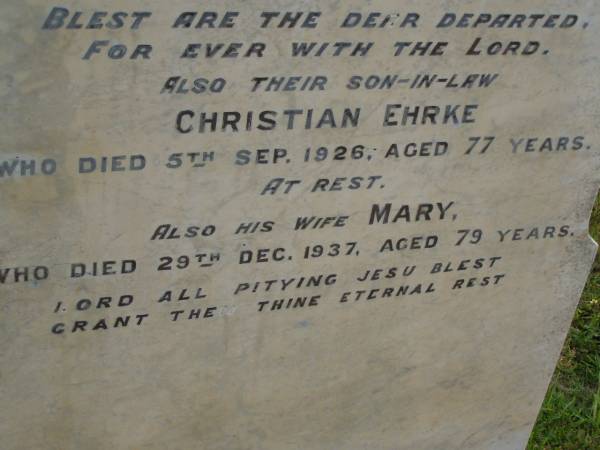 BLEST ARE THE DEAR DEPARTED,
FOR EVER WITH THE LORD.
ALSO THEIR SON-IN-LAW
CHRISTIAN EHRKE
WHO DIED 5TH SEP. 1926, AGED 77 YEARS.
AT REST.
ALSO HIS WIFE MARY,
WHO DIED 29TH DEC. 1937, AGED 79 YEARS.
LORD ALL PITYING JESU BLEST
GRANT THE THINE ETERNAL REST